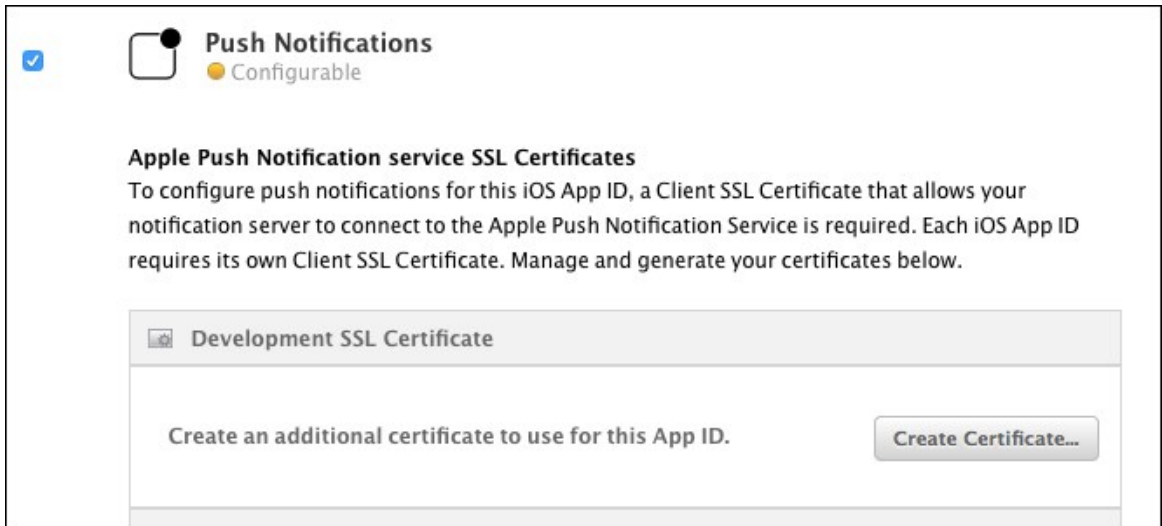 Push Notifications
Configurable
Apple Push Notification service SSL Certificates
To configure push notifications for this iOS App ID, a Client SSL Certificate that allows your
notification server to connect to the Apple Push Notification Service is required. Each iOS App ID
requires its own Client SSL Certificate. Manage and generate your certificates below.
Development SSL Certificate
Create an additional certificate to use for this App ID.
Create Certificate...